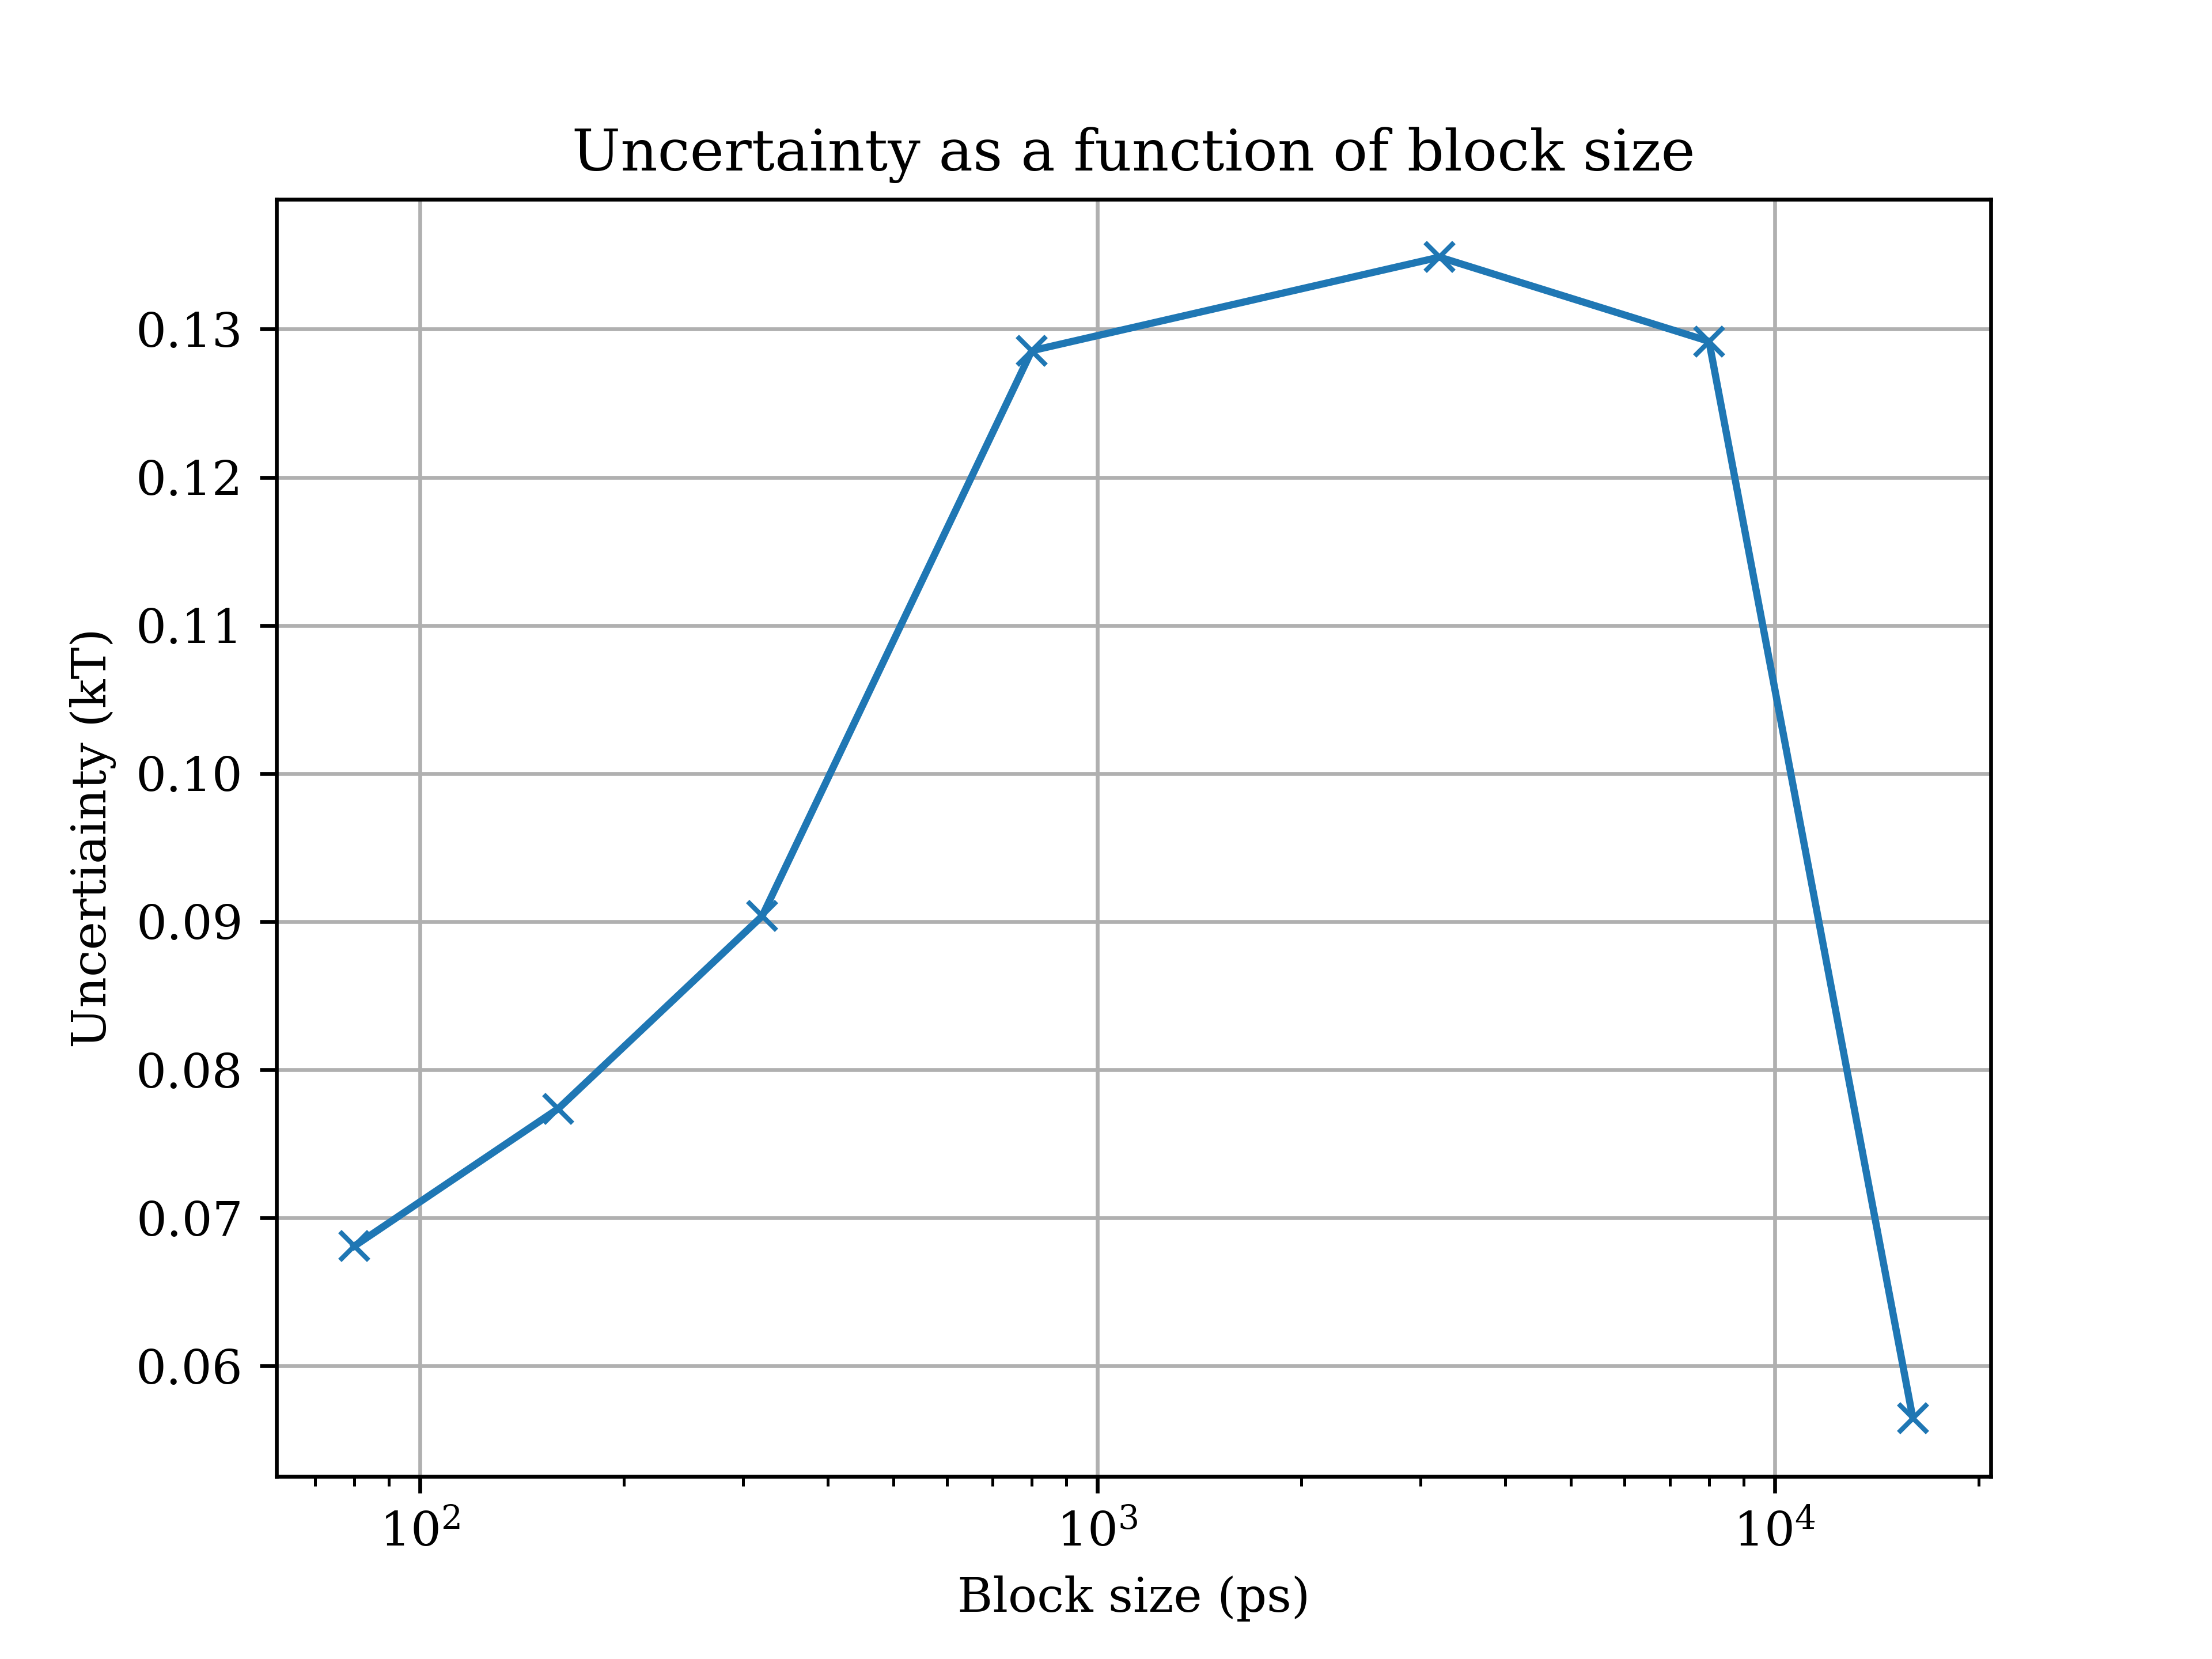 Uncertainty as a function of block size
Uncertiainty (kT)
0.13
0.12
0.11
0.10
0.09
0.08
0.07
0.06
10² 10³ 10⁴
Block size (ps)